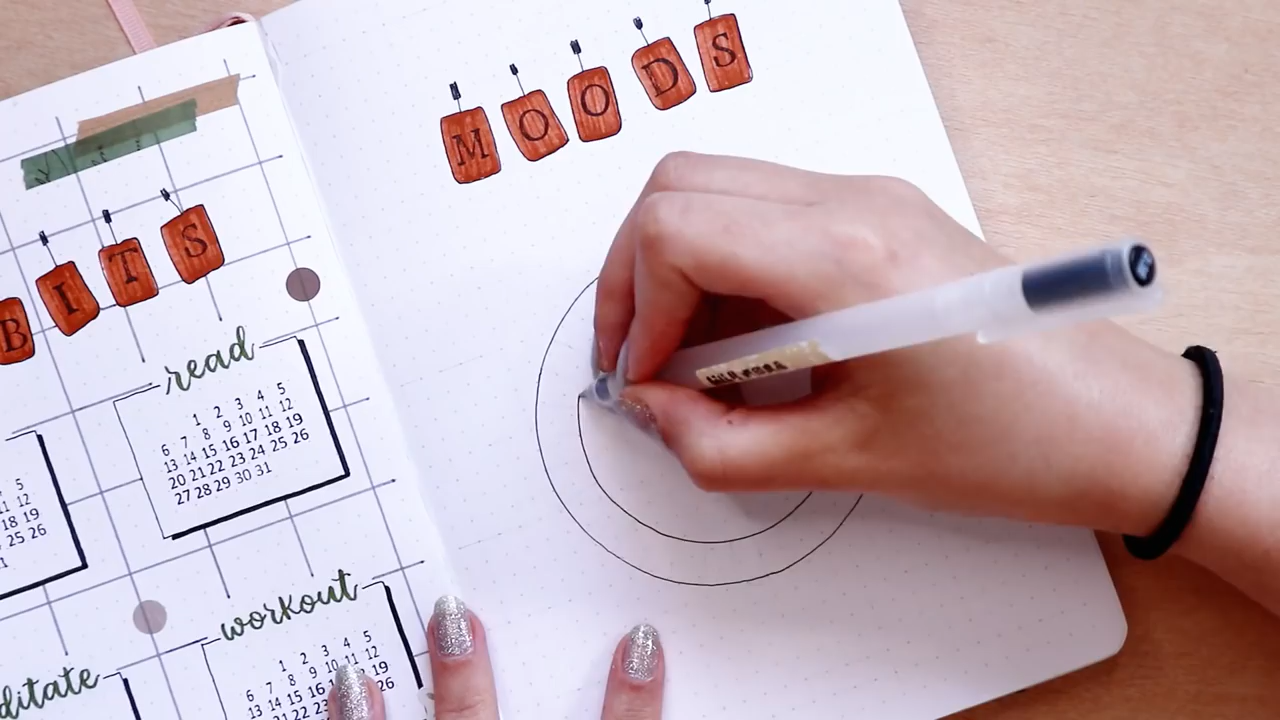 MOODS
BITS
read
1 2 3 4 5
6 7 8 9 10 11 12
13 14 15 16 17 18 19
20 21 22 23 24 25 26
27 28 29 30 31
5
11 12
18 19
25 26
workout
1 2 3 4 5
6 7 8 9 10 11 12
13 14 15 16 17 18 19
ditate